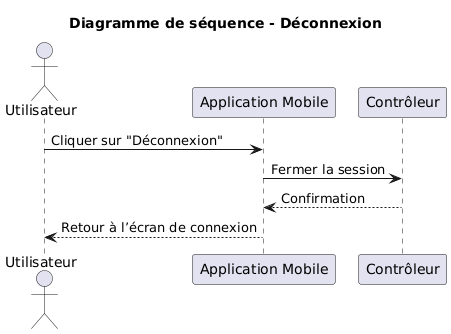 Diagramme de séquence - Déconnexion
Utilisateur
Application Mobile
Contrôleur
Cliquer sur "Déconnexion"
Fermer la session
Confirmation
Retour à l’écran de connexion
Utilisateur
Application Mobile
Contrôleur